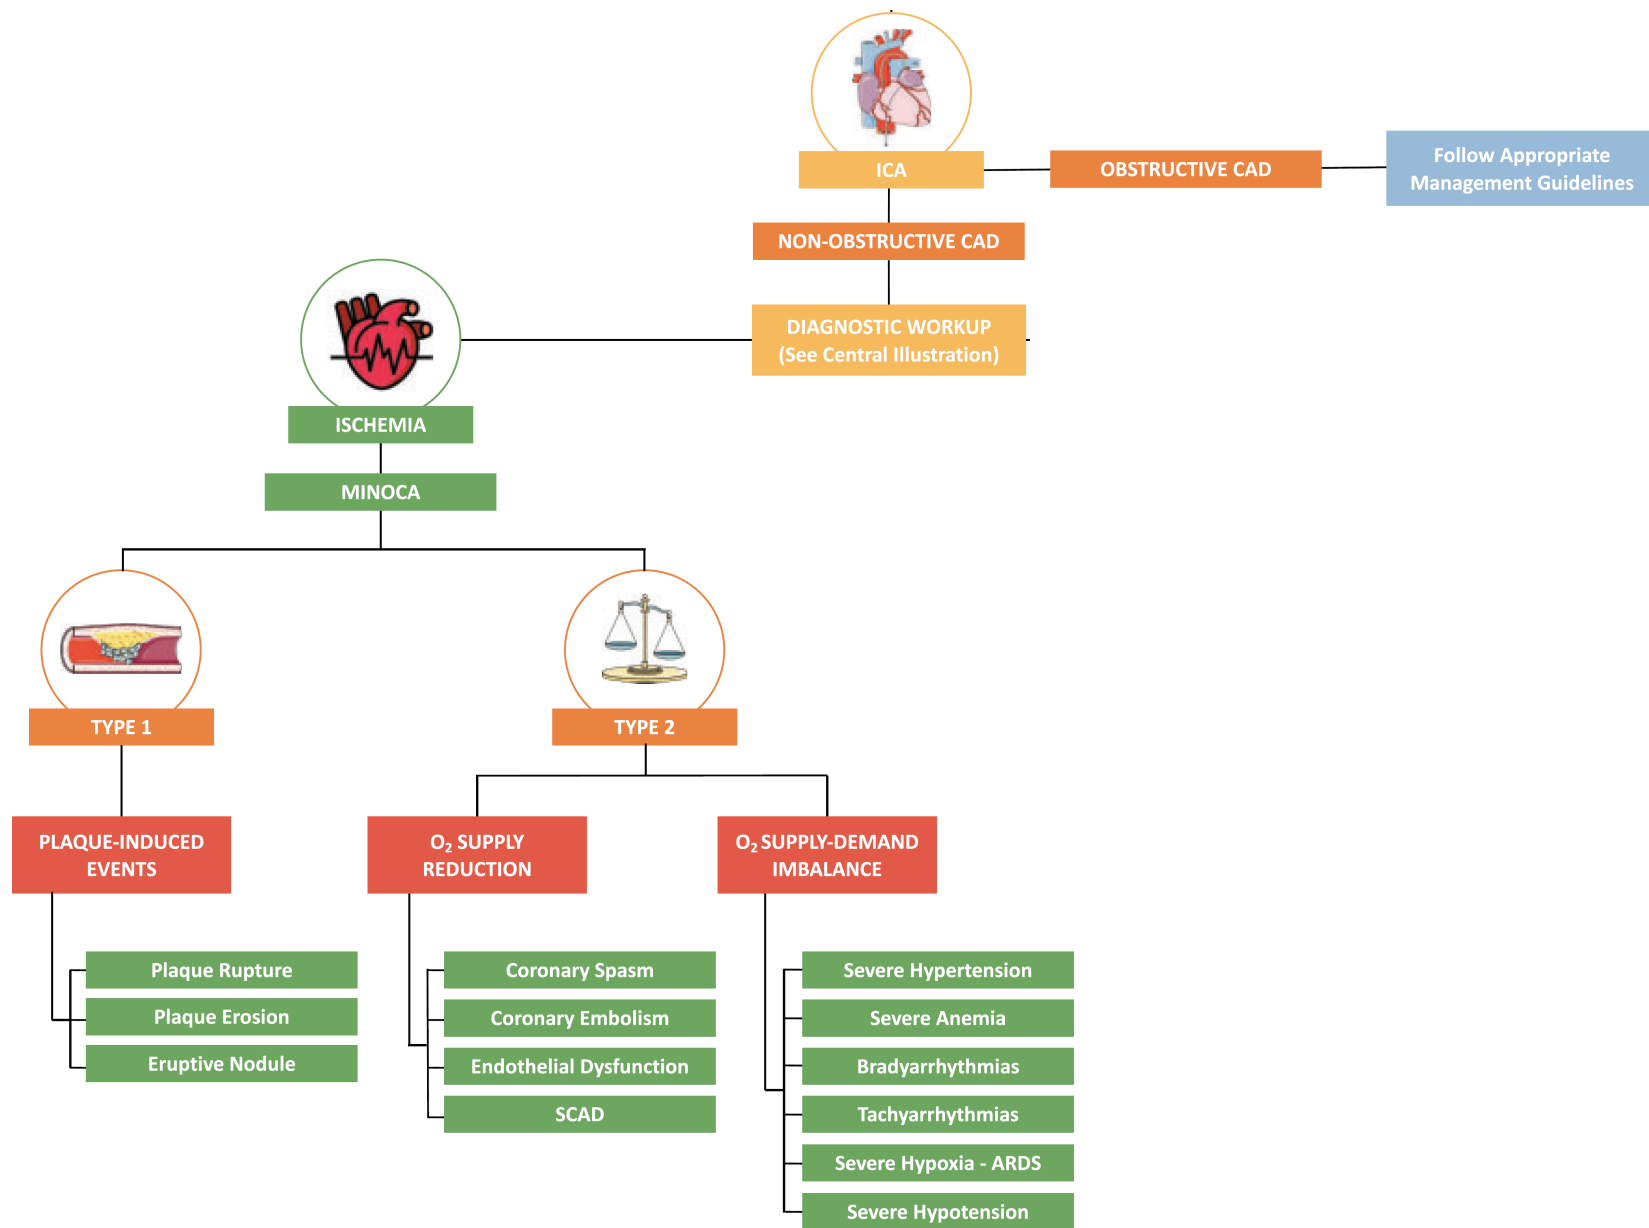 ICA
OBSTRUCTIVE CAD
Follow Appropriate
Management Guidelines
NON-OBSTRUCTIVE CAD
DIAGNOSTIC WORKUP
(See Central Illustration)
ISCHEMIA
MINOCA
TYPE 1
TYPE 2
PLAQUE-INDUCED
EVENTS
O₂ SUPPLY
REDUCTION
O₂ SUPPLY-DEMAND
IMBALANCE
Plaque Rupture
Plaque Erosion
Eruptive Nodule
Coronary Spasm
Coronary Embolism
Endothelial Dysfunction
SCAD
Severe Hypertension
Severe Anemia
Bradyarrhythmias
Tachyarrhythmias
Severe Hypoxia - ARDS
Severe Hypotension